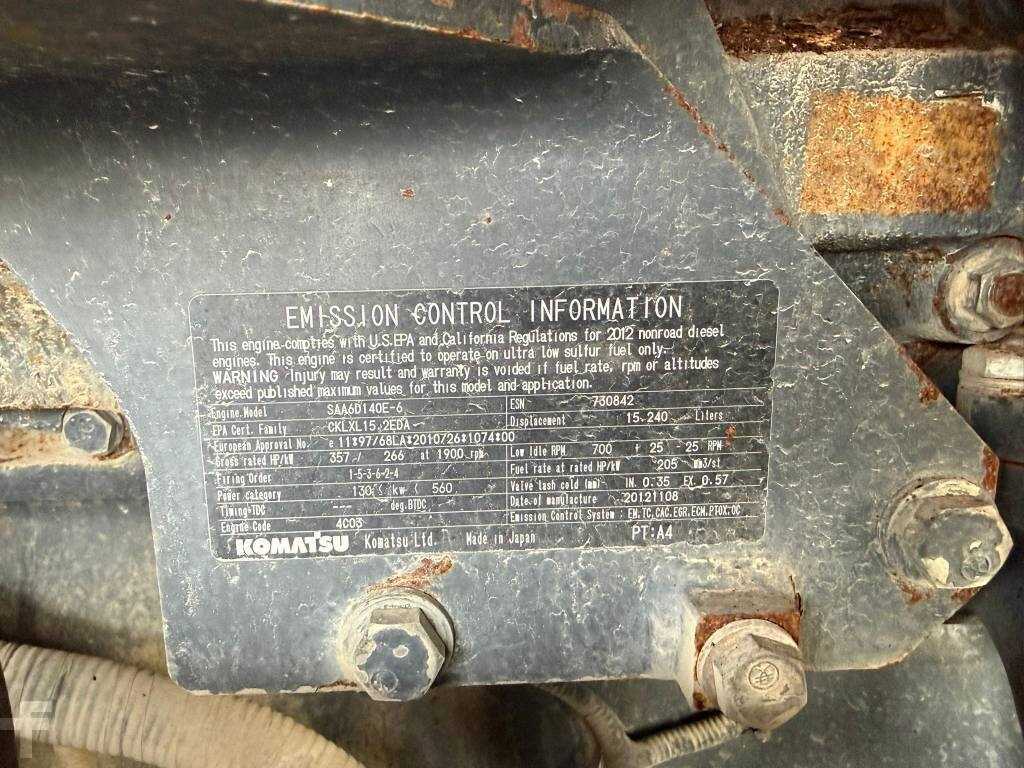 EMISSION CONTROL INFORMATION
This engine complies with U.S.EPA and California Regulations for 2012 nonroad diesel
engines. This engine is certified to operate on ultra low sulfur fuel only.
WARNING Injury may result and warranty is voided if fuel rate, rpm or altitudes
exceed published maximum values for this model and application.
Engine Model SAA6D140E-6 ESN 730842
EPA Cert. Family CKLXL15.2EDA Displacement 15.240 Liters
European Approval No. e 11*97/68LA*2010726*1074*00 Low Idle RPM 700 + 25 - 25 RPM
Gross rated HP/kW 357 / 266 at 1900 rpm Fuel rate at rated HP/kW 205 mm3/st
Firing Order 1-5-3-6-2-4 Valve lash cold (mm) IN. 0.35 EX. 0.57
Power category 130 ≤ kw ≤ 560 Date of manufacture 20121108
Timing-TDC --- deg.BTDC Emission Control System : EM,TC,CAC,EGR,ECM,PTOX,OC
Engine Code 4C03
KOMATSU Komatsu Ltd. Made in Japan PT:A4